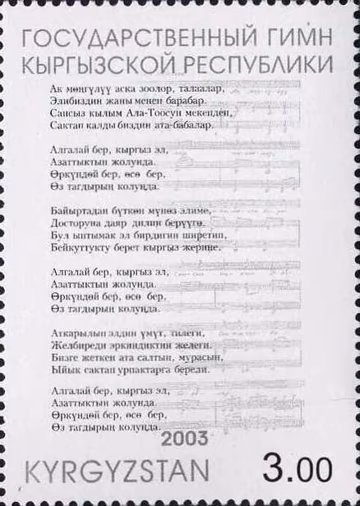 ГОСУДАРСТВЕННЫЙ ГИМН
КЫРГЫЗСКОЙ РЕСПУБЛИКИ
Ак мөңгүлүү аска зоолор, талаалар,
Элибиздин жаны менен барабар.
Сансыз кылым Ала-Тоосун мекендеп,
Сактап калды биздин ата-бабалар.
Алгалай бер, кыргыз эл,
Азаттыктын жолунда.
Өркүндөй бер, өсө бер,
Өз тагдырың колуңда.
Байыртадан бүткөн мүнөз элиме,
Досторуна даяр дилин берүүгө.
Бул ынтымак эл бирдигин ширетип,
Бейкуттукту берет кыргыз жерине.
Алгалай бер, кыргыз эл,
Азаттыктын жолунда.
Өркүндөй бер, өсө бер,
Өз тагдырың колуңда.
Аткарылып элдин үмүт, тилеги,
Желбиреди эркиндиктин желеги.
Бизге жеткен ата салтын, мурасын,
Ыйык сактап урпактарга берели.
Алгалай бер, кыргыз эл,
Азаттыктын жолунда.
Өркүндөй бер, өсө бер,
Өз тагдырың колуңда.
2003
KYRGYZSTAN 3.00